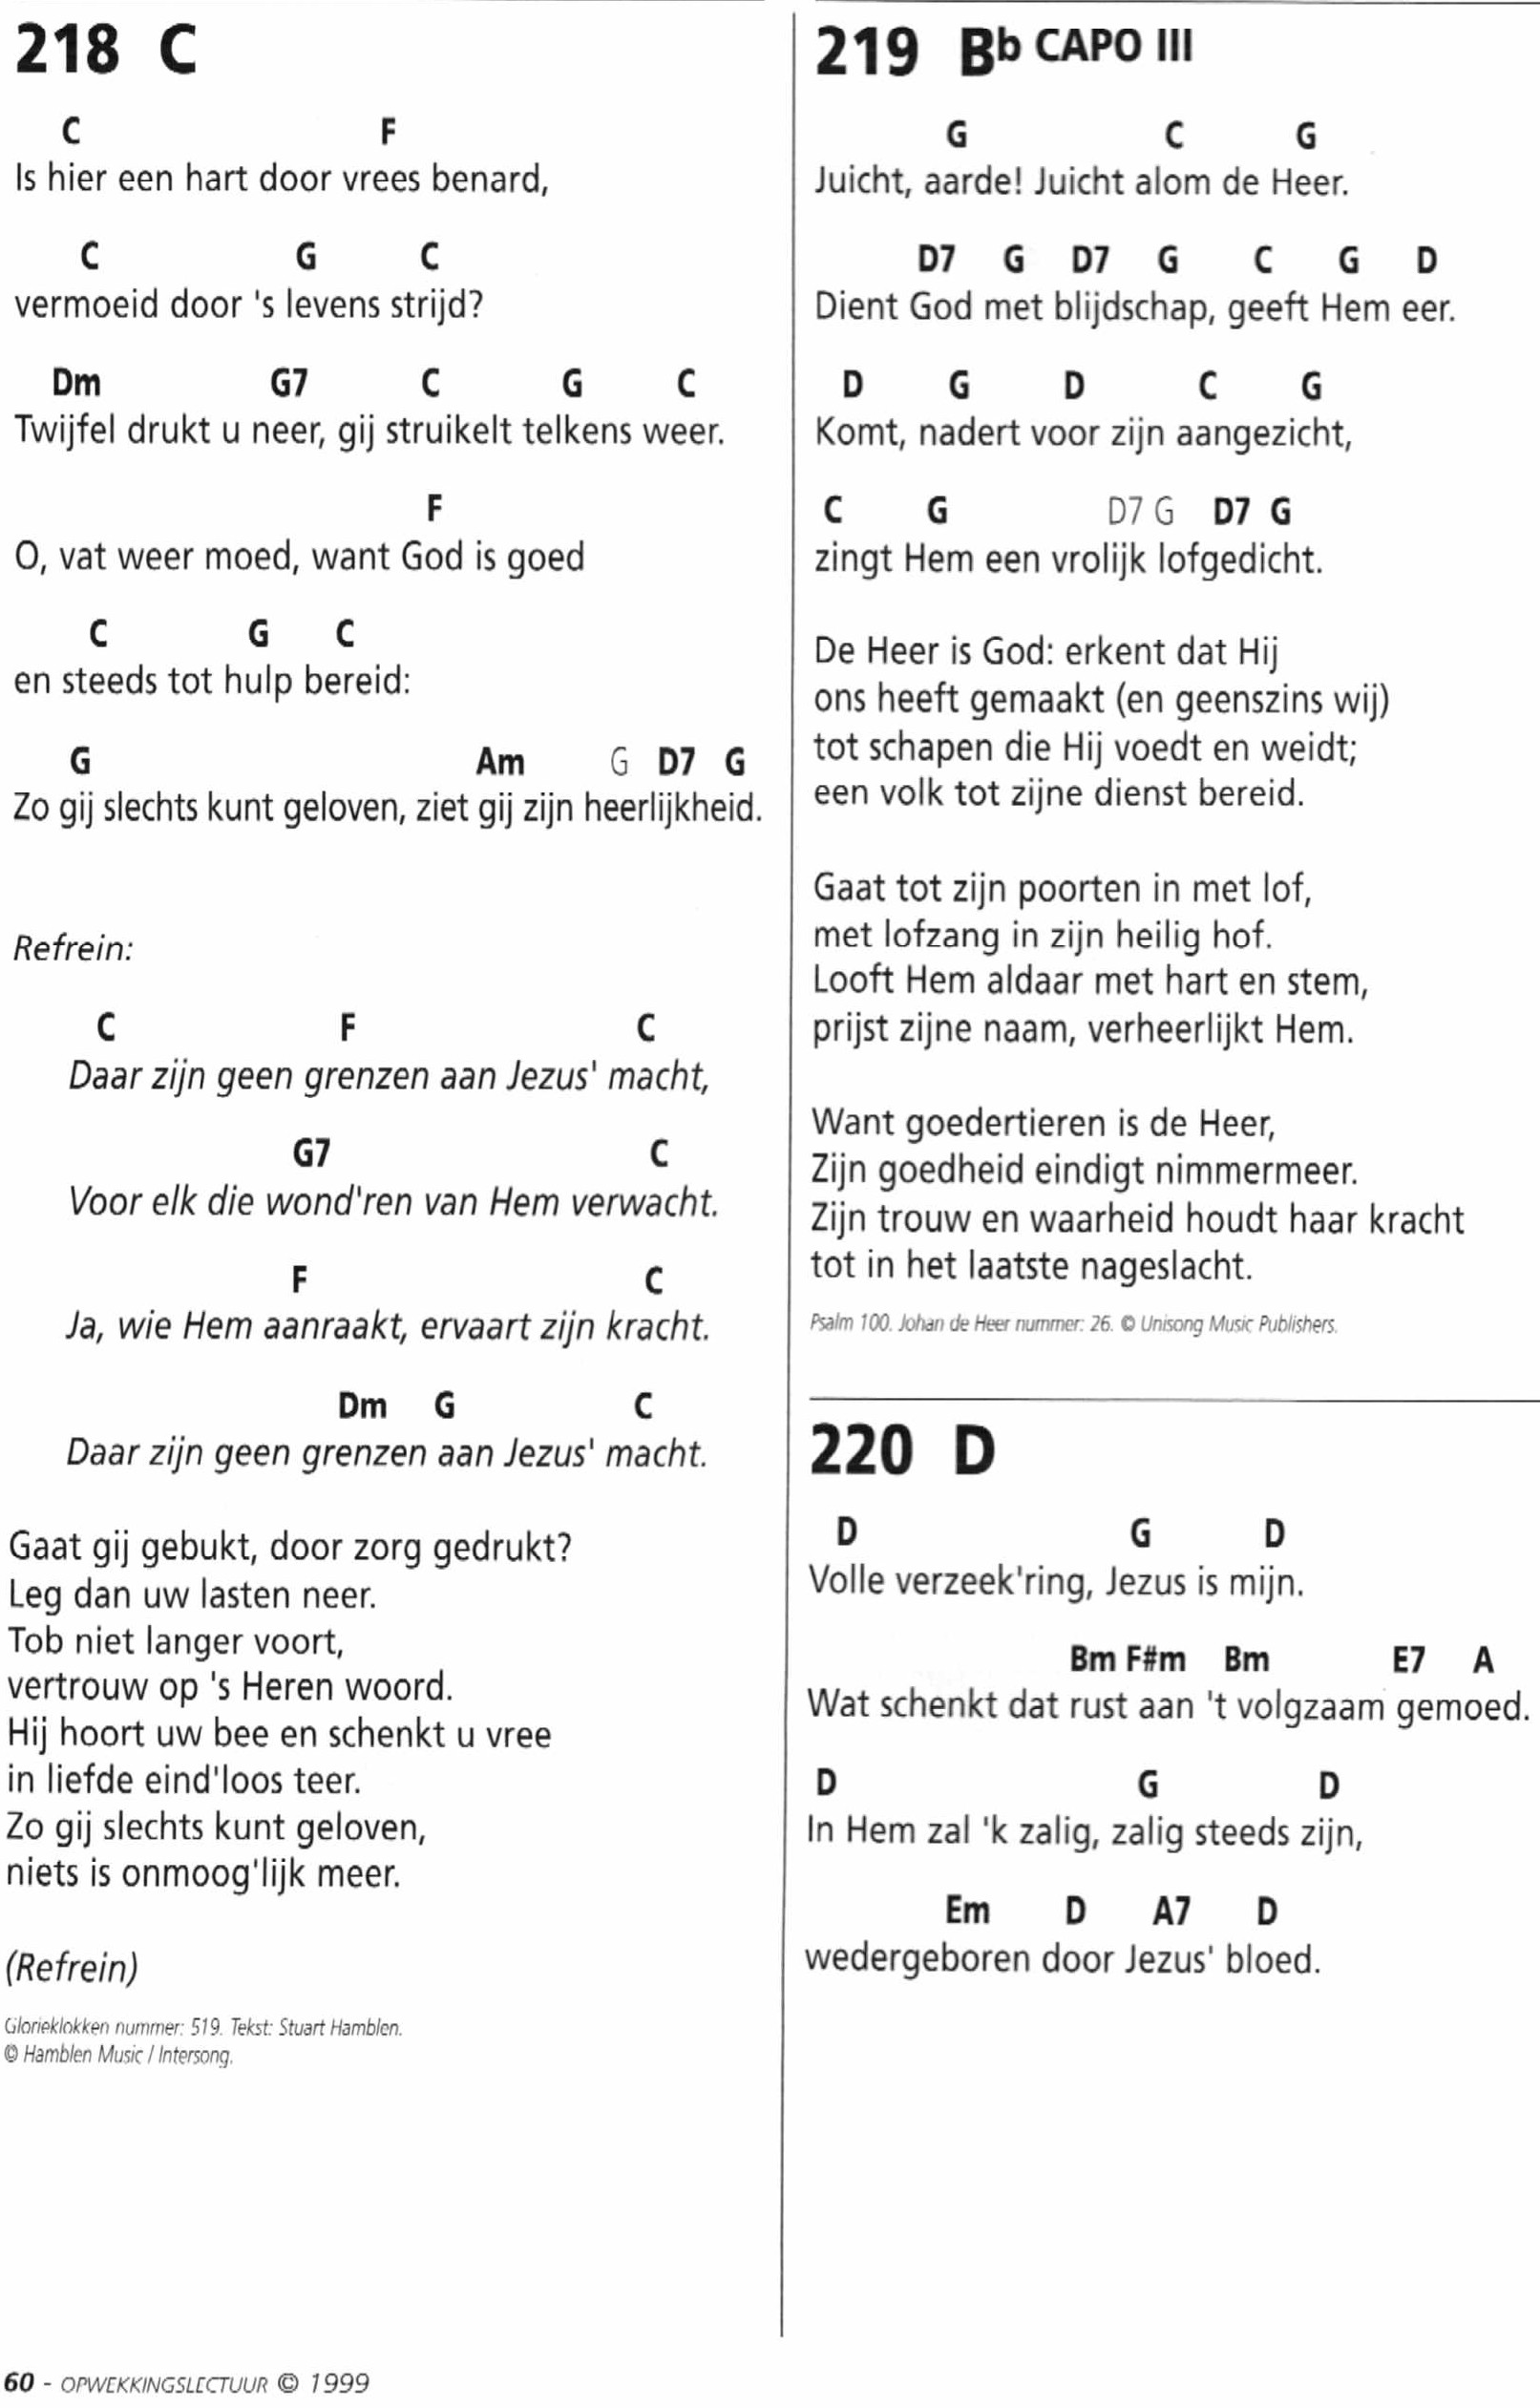 218 C
C F
Is hier een hart door vrees benard,
C G C
vermoeid door 's levens strijd?
Dm G7 C G C
Twijfel drukt u neer, gij struikelt telkens weer.
F
O, vat weer moed, want God is goed
C G C
en steeds tot hulp bereid:
G Am G D7 G
Zo gij slechts kunt geloven, ziet gij zijn heerlijkheid.
Refrein:
C F C
Daar zijn geen grenzen aan Jezus' macht,
G7 C
Voor elk die wond'ren van Hem verwacht.
F C
Ja, wie Hem aanraakt, ervaart zijn kracht.
Dm G C
Daar zijn geen grenzen aan Jezus' macht.
Gaat gij gebukt, door zorg gedrukt?
Leg dan uw lasten neer.
Tob niet langer voort,
vertrouw op 's Heren woord.
Hij hoort uw bee en schenkt u vree
in liefde eind'loos teer.
Zo gij slechts kunt geloven,
niets is onmoog'lijk meer.
(Refrein)
Glorieklokken nummer: 519. Tekst: Stuart Hamblen.
© Hamblen Music / Intersong.
219 Bb CAPO III
G C G
Juicht, aarde! Juicht alom de Heer.
D7 G D7 G C G D
Dient God met blijdschap, geeft Hem eer.
D G D C G
Komt, nadert voor zijn aangezicht,
C G D7 G D7 G
zingt Hem een vrolijk lofgedicht.
De Heer is God: erkent dat Hij
ons heeft gemaakt (en geenszins wij)
tot schapen die Hij voedt en weidt;
een volk tot zijne dienst bereid.
Gaat tot zijn poorten in met lof,
met lofzang in zijn heilig hof.
Looft Hem aldaar met hart en stem,
prijst zijne naam, verheerlijkt Hem.
Want goedertieren is de Heer,
Zijn goedheid eindigt nimmermeer.
Zijn trouw en waarheid houdt haar kracht
tot in het laatste nageslacht.
Psalm 100. Johan de Heer nummer: 26. © Unisong Music Publishers.
220 D
D G D
Volle verzeek'ring, Jezus is mijn.
Bm F#m Bm E7 A
Wat schenkt dat rust aan 't volgzaam gemoed.
D G D
In Hem zal 'k zalig, zalig steeds zijn,
Em D A7 D
wedergeboren door Jezus' bloed.
60 - OPWEKKINGSLECTUUR © 1999